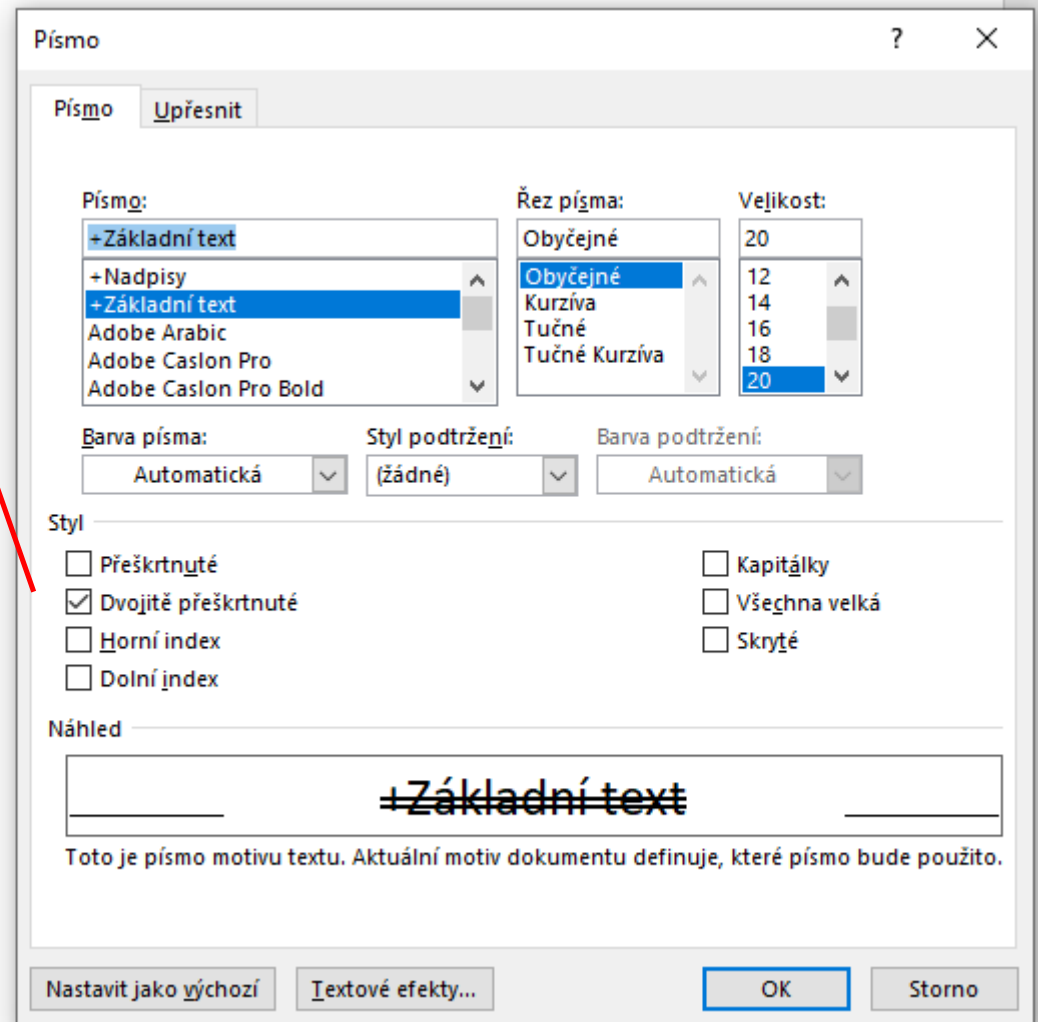 Písmo ?
Písmo Upřesnit
Písmo: Řez písma: Velikost:
+Základní text Obyčejné 20
+Nadpisy Obyčejné 12
+Základní text Kurzíva 14
Adobe Arabic Tučné 16
Adobe Caslon Pro Tučné Kurzíva 18
Adobe Caslon Pro Bold 20
Barva písma: Styl podtržení: Barva podtržení:
Automatická (žádné) Automatická
Styl
Přeškrtnuté Kapitálky
Dvojitě přeškrtnuté Všechna velká
Horní index Skryté
Dolní index
Náhled
+Základní text
Toto je písmo motivu textu. Aktuální motiv dokumentu definuje, které písmo bude použito.
Nastavit jako výchozí Textové efekty... OK Storno